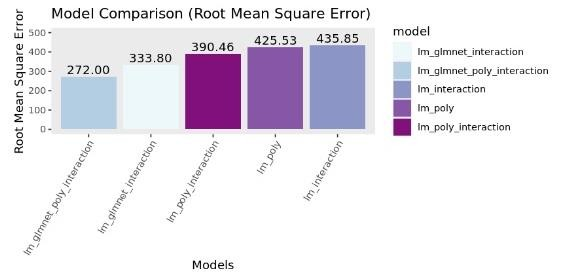 Model Comparison (Root Mean Square Error)
Root Mean Square Error
500
400
300
200
100
0
272.00
333.80
390.46
425.53
435.85
lm_glmnet_poly_interaction
lm_glmnet_interaction
lm_poly_interaction
lm_poly
lm_interaction
Models
model
lm_glmnet_interaction
lm_glmnet_poly_interaction
lm_interaction
lm_poly
lm_poly_interaction